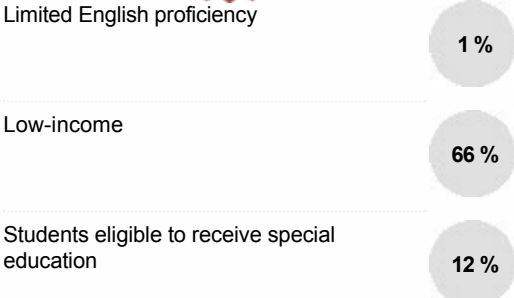 Limited English proficiency
1 %
Low-income
66 %
Students eligible to receive special
education
12 %